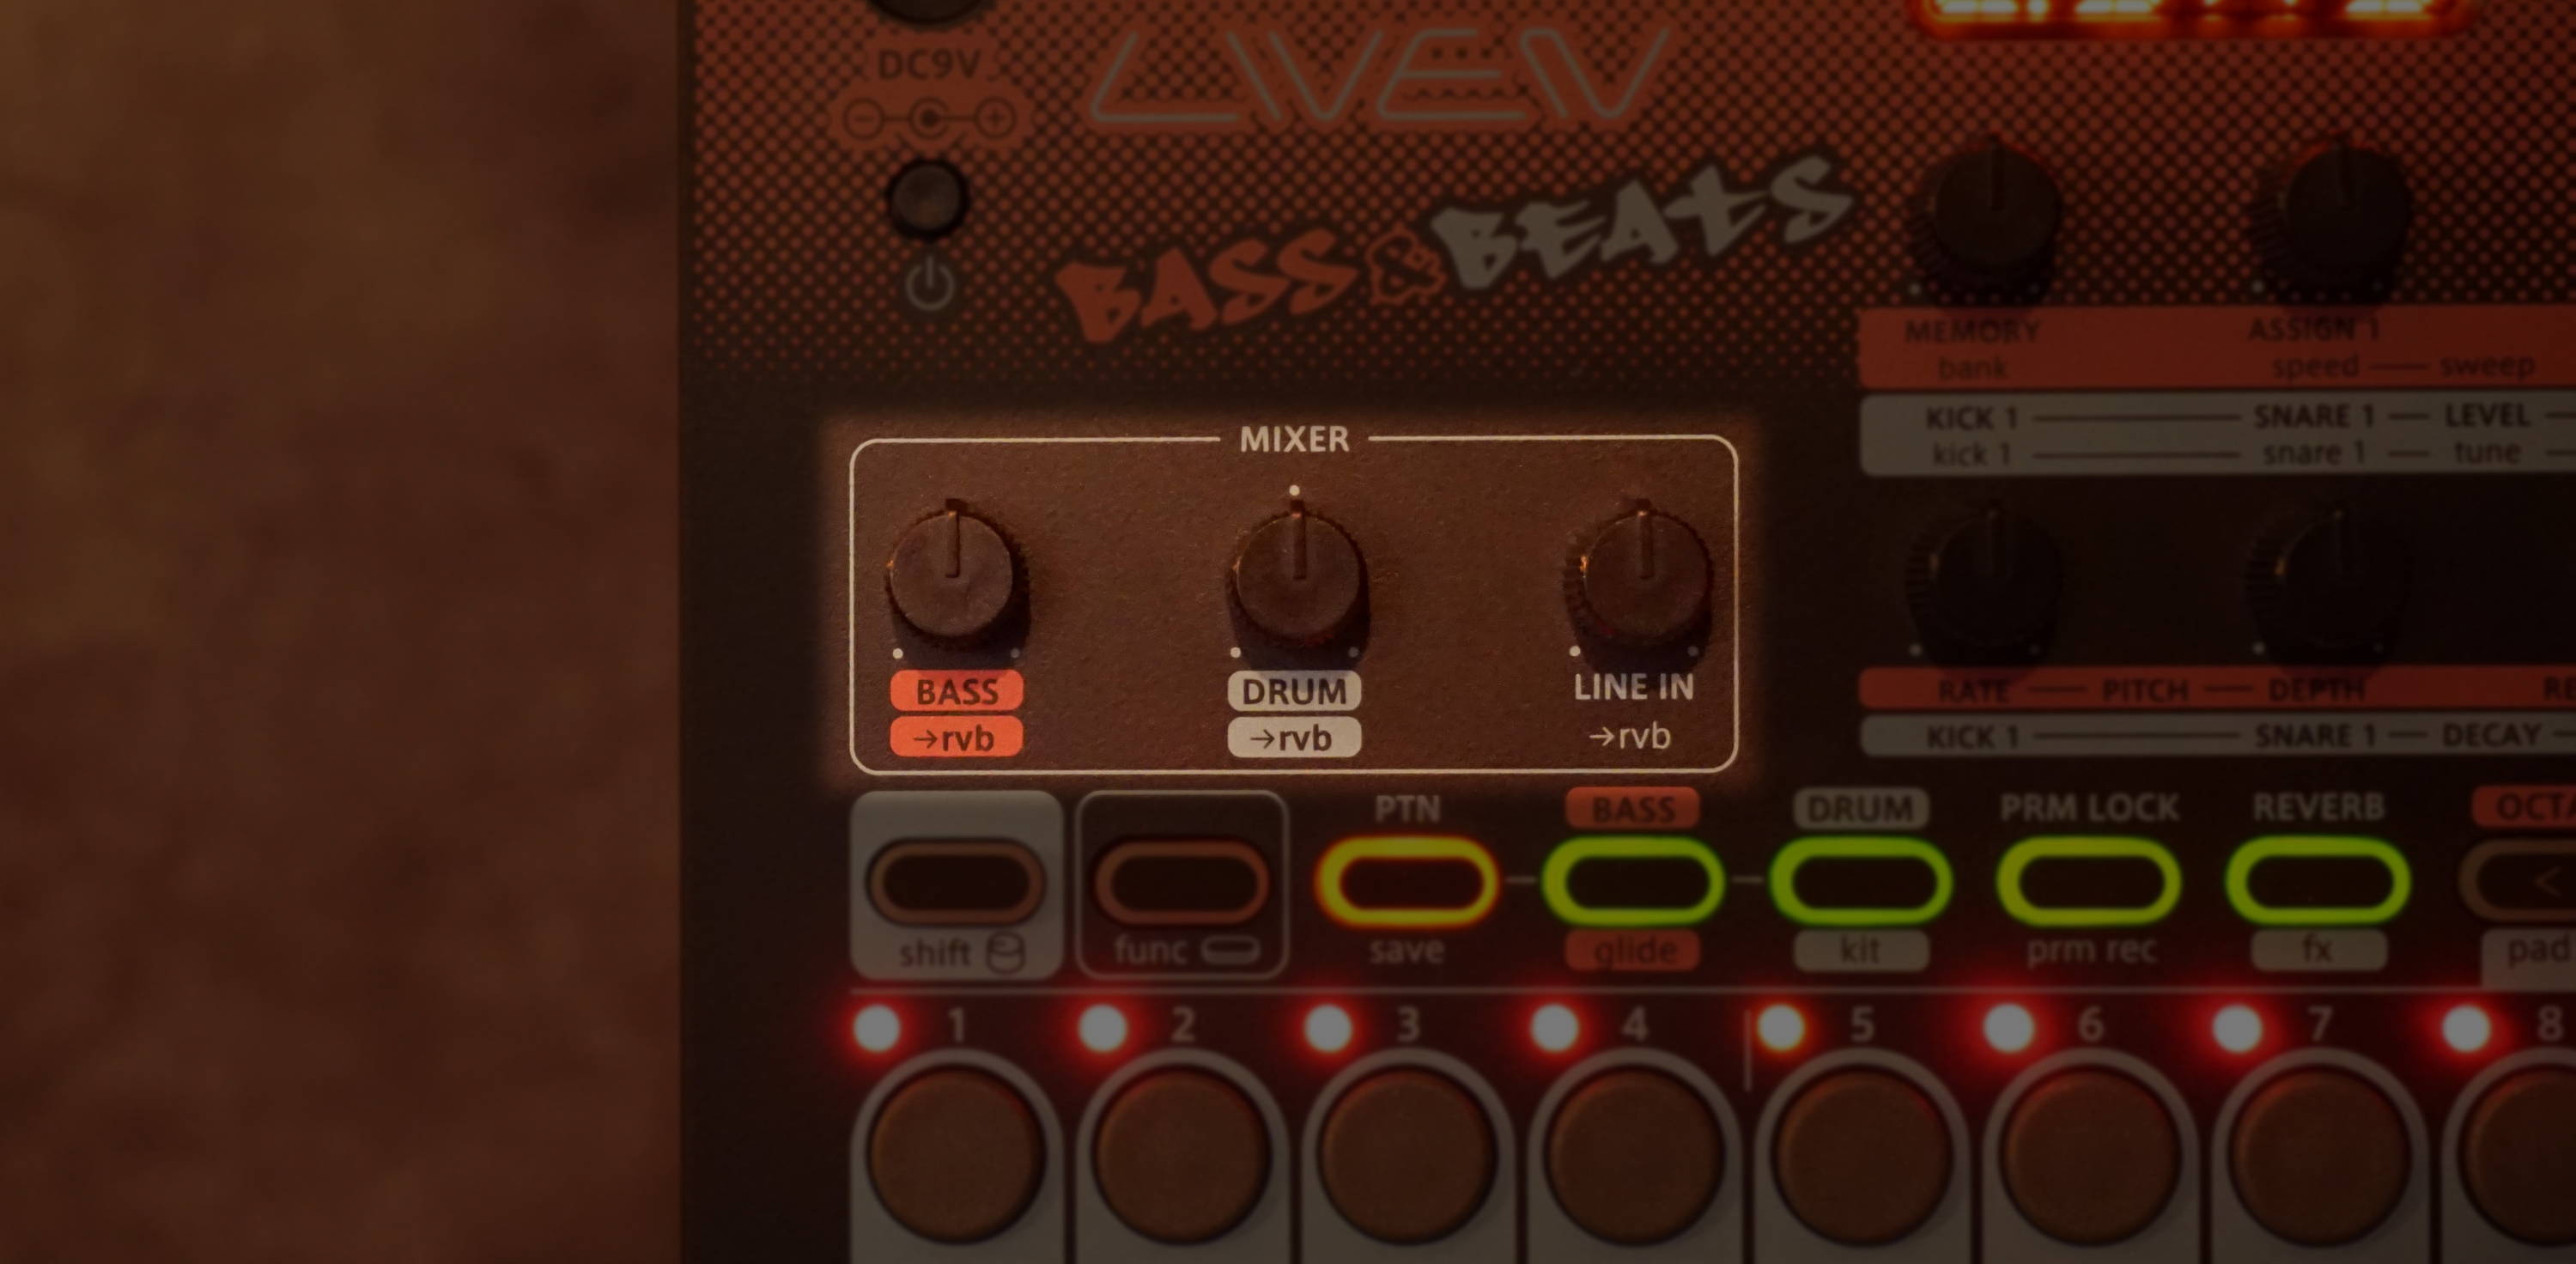 DC9V
LIVEN
BASS & BEATS
MEMORY ASSIGN 1
bank speed sweep
KICK 1 SNARE 1 LEVEL
kick 1 snare 1 tune
MIXER
BASS DRUM LINE IN
→rvb →rvb →rvb
RATE PITCH DEPTH
KICK 1 SNARE 1 DECAY
PTN BASS DRUM PRM LOCK REVERB
<
shift func save glide kit prm rec fx pad
1 2 3 4 5 6 7 8